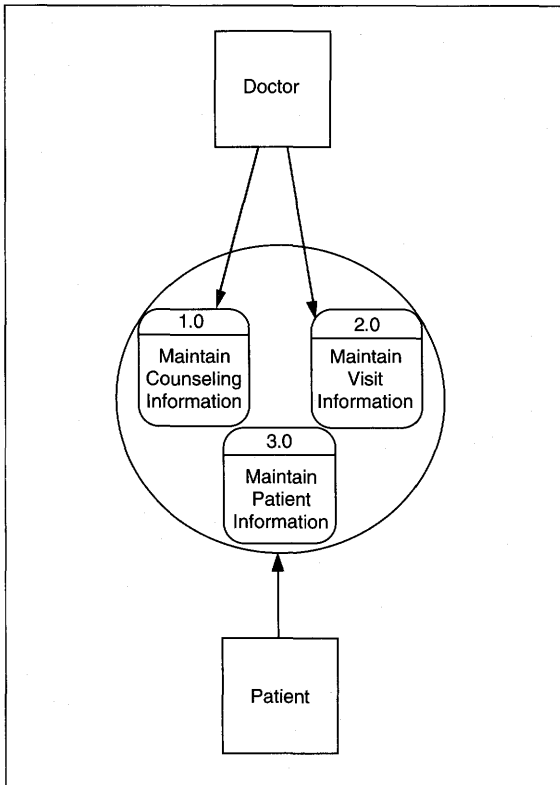 Doctor
1.0
Maintain
Counseling
Information
2.0
Maintain
Visit
Information
3.0
Maintain
Patient
Information
Patient